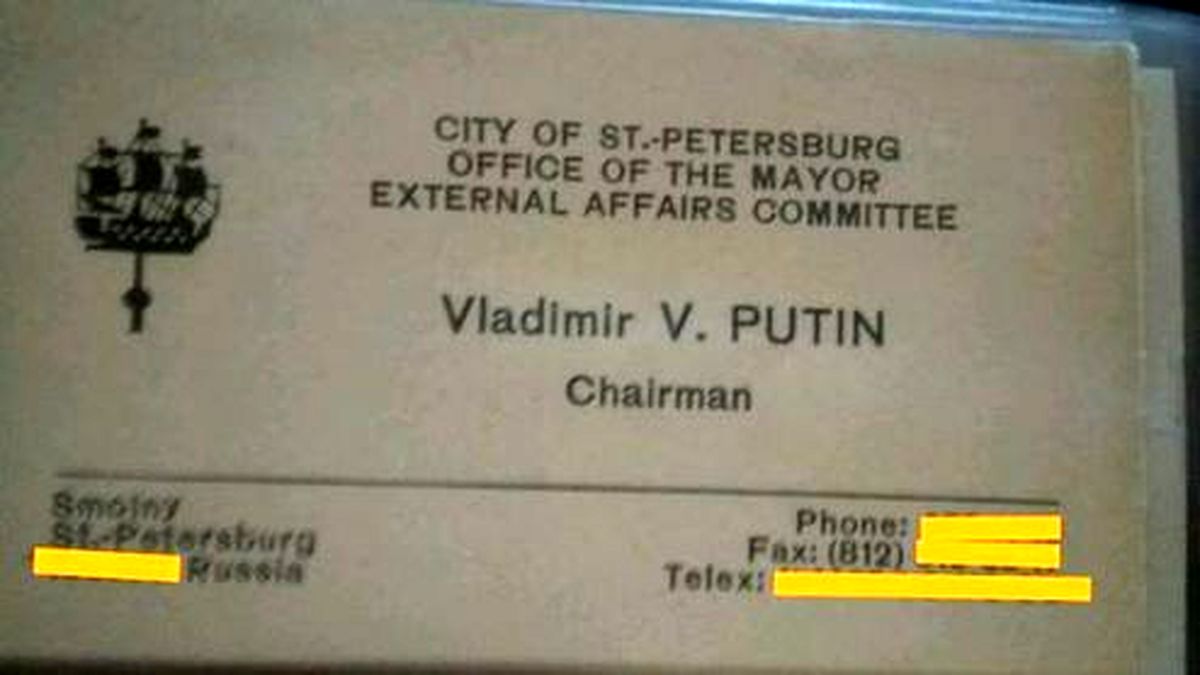 CITY OF ST.-PETERSBURG
OFFICE OF THE MAYOR
EXTERNAL AFFAIRS COMMITTEE
Vladimir V. PUTIN
Chairman
Smolny
St.-Petersburg
Russia
Phone:
Fax: (812)
Telex: